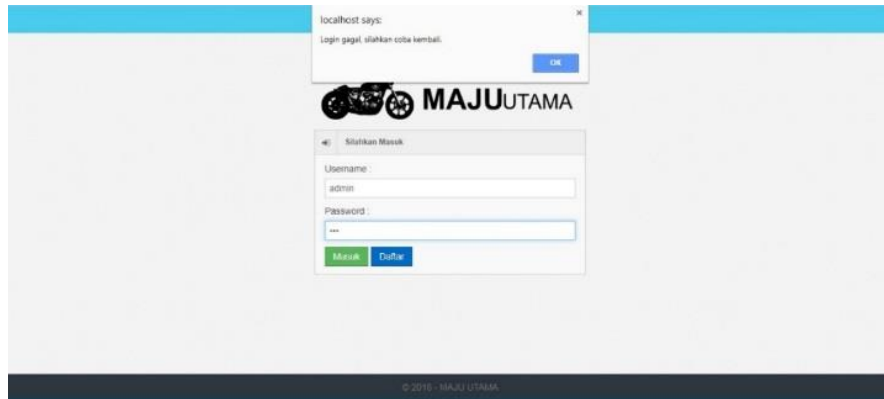 localhost says:
Login gagal, silahkan coba kembali.
OK
MAJUUTAMA
Silahkan Masuk
Username :
admin
Password :
Masuk
Daftar
© 2016 - MAJU UTAMA